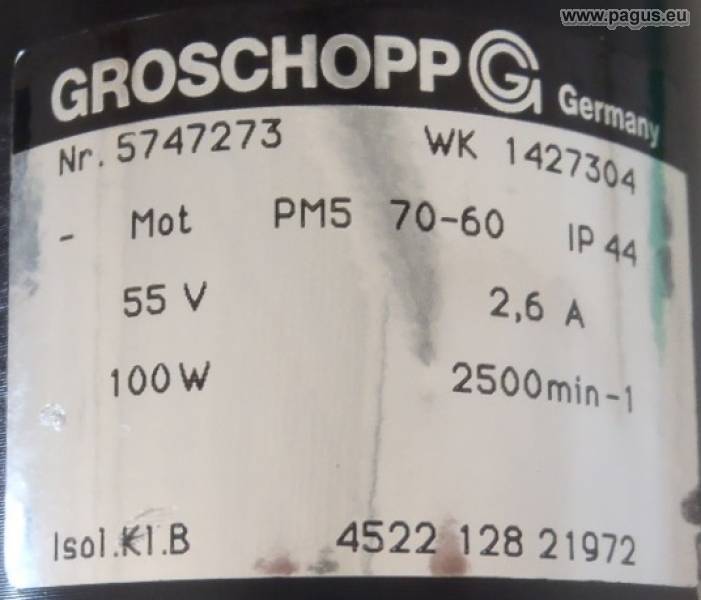 www.pagus.eu
GROSCHOPP G Germany
Nr. 5747273 WK 1427304
- Mot PM5 70-60 IP 44
55 V 2,6 A
100W 2500min-1
Isol.Kl.B 4522 128 21972